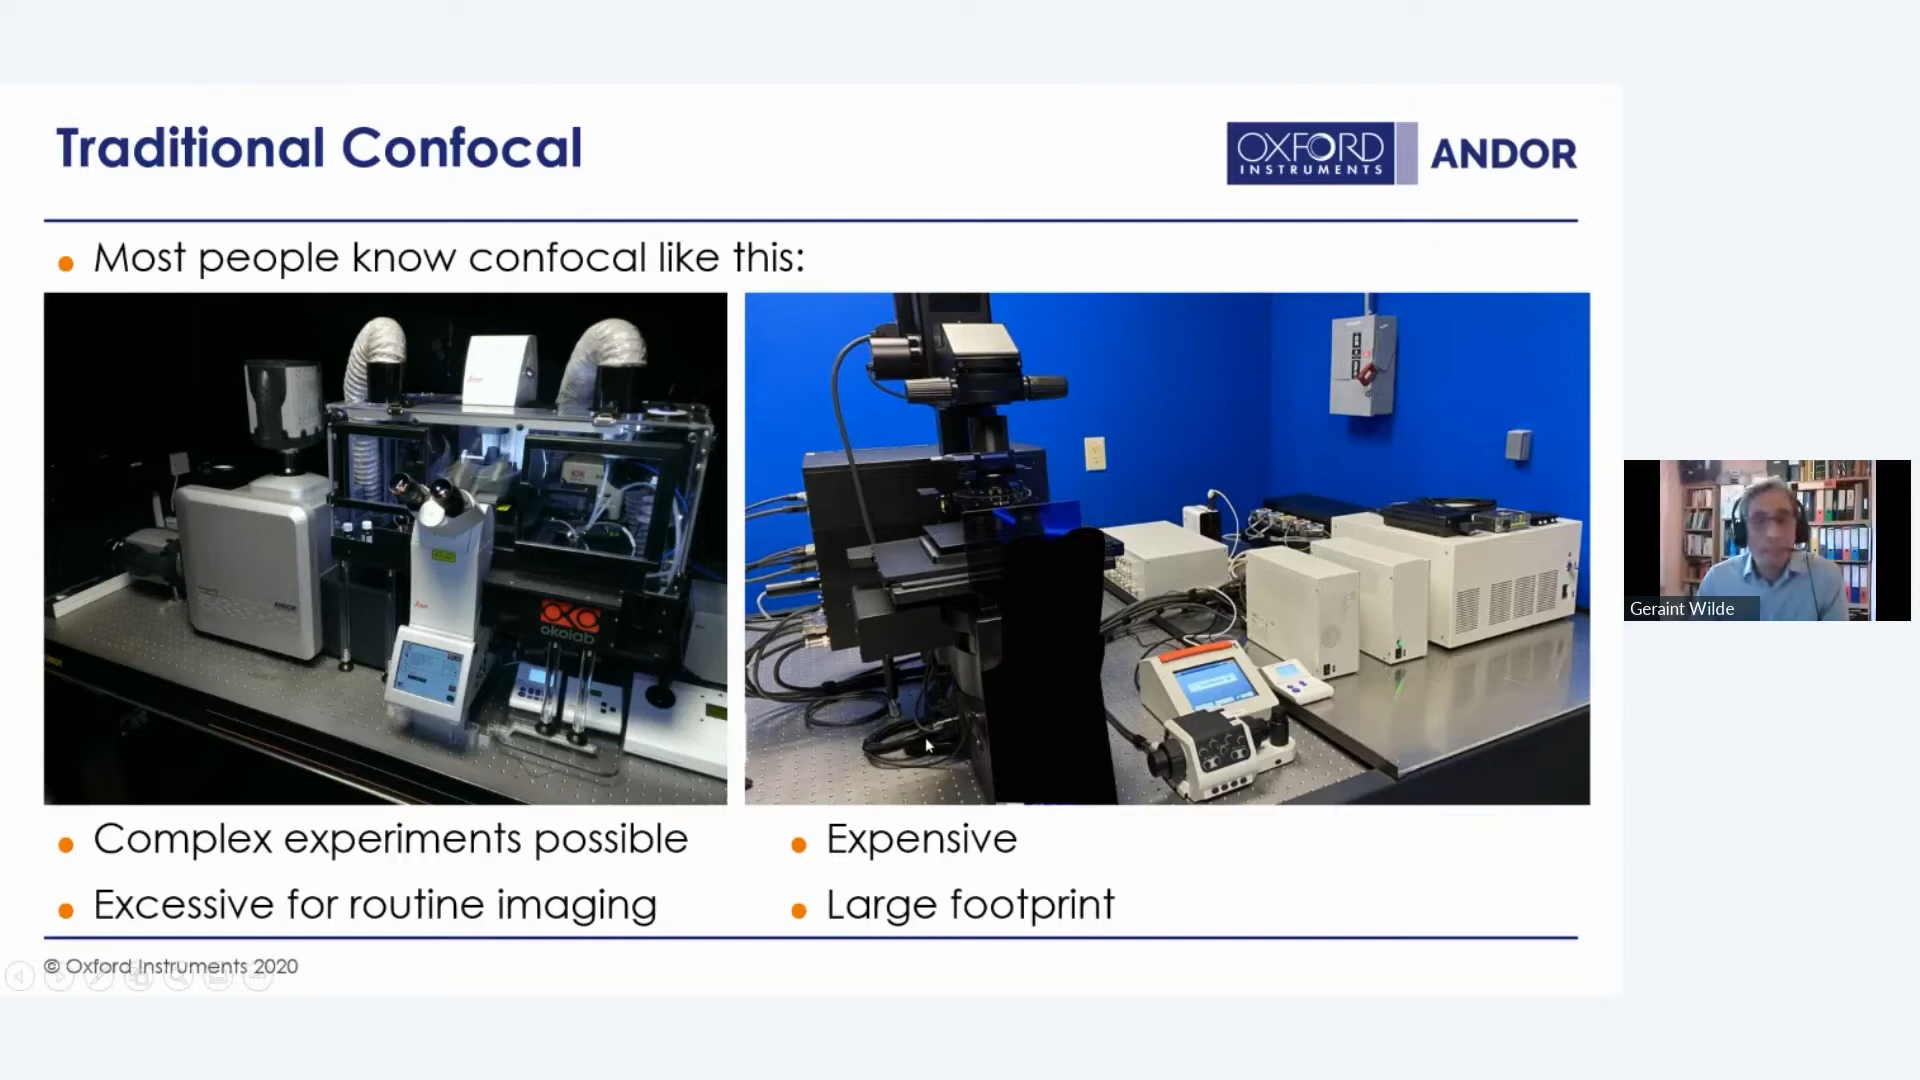 Traditional Confocal
OXFORD
INSTRUMENTS
ANDOR
Most people know confocal like this:
ANDOR
okolab
Complex experiments possible
Excessive for routine imaging
Expensive
Large footprint
© Oxford Instruments 2020
Geraint Wilde